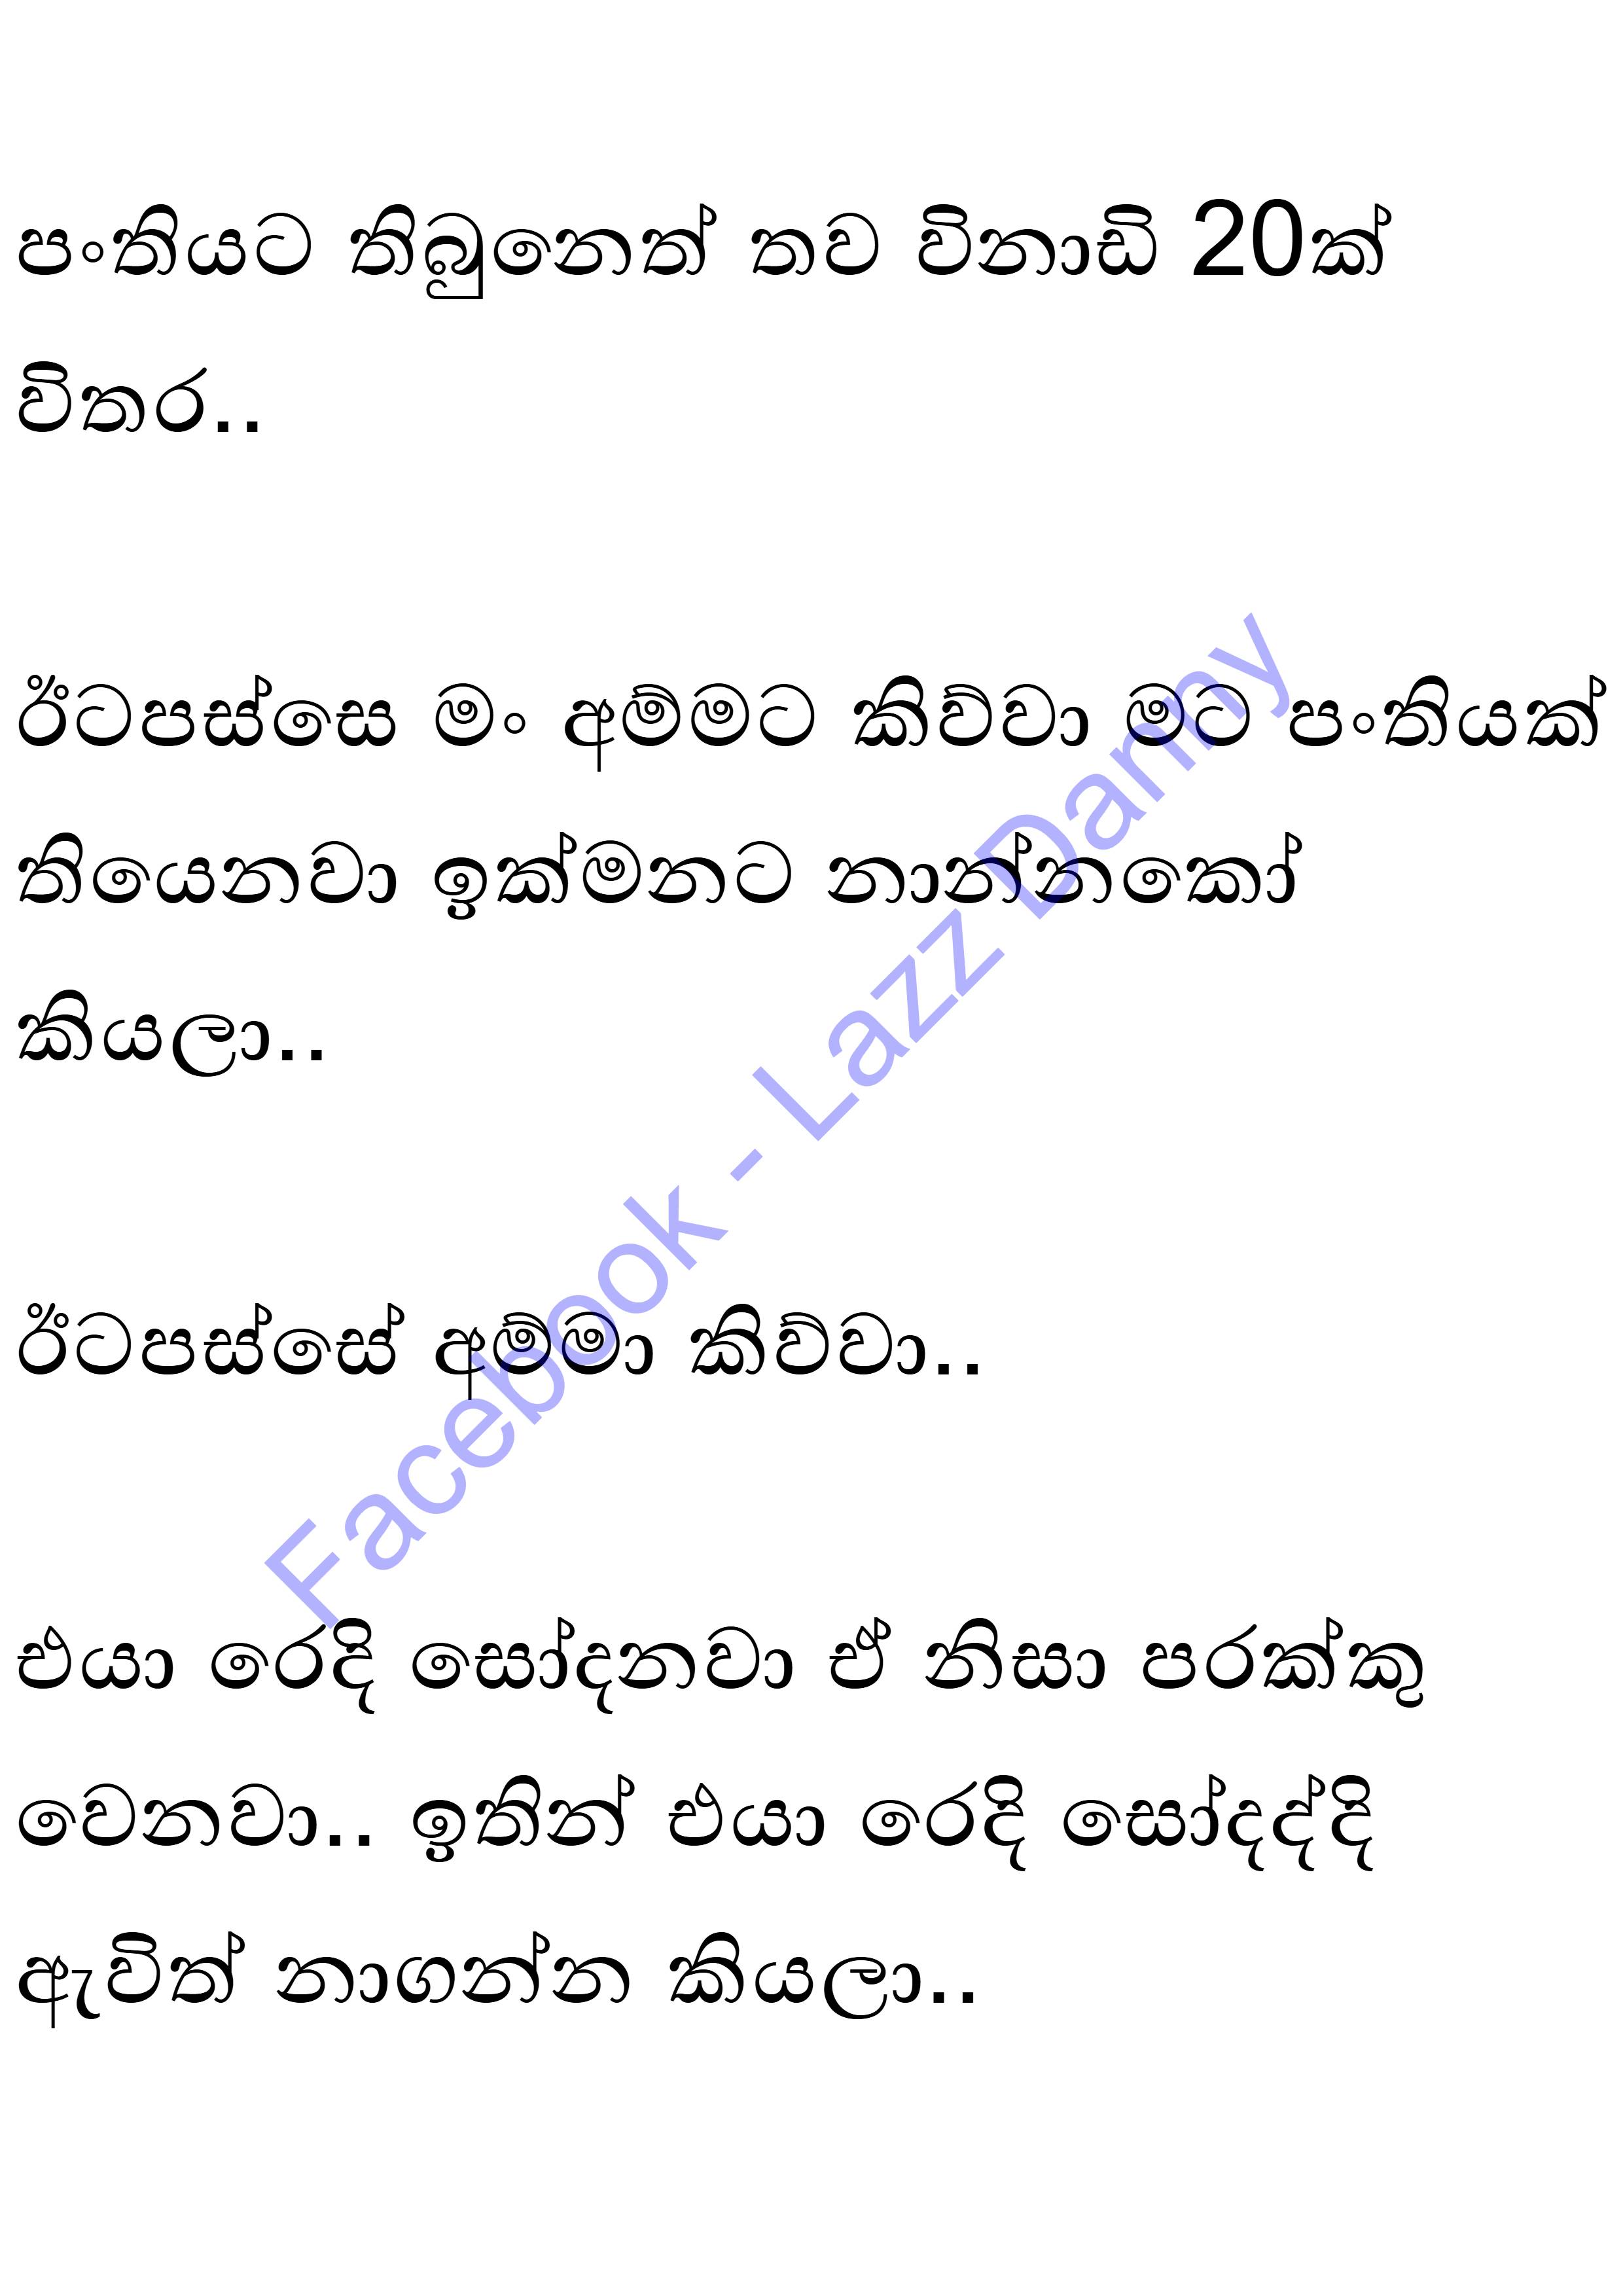 පංතියට තිබුනෙත් තව විනාඩි 20ක්
විතර..
ඊටපස්සෙ මං අම්මට කිව්වා මට පංතියක්
තියෙනවා ඉක්මනට නාන්නකෝ
කියලා..
ඊටපස්සේ අම්මා කිව්වා..
එයා රෙදි සෝදනවා ඒ නිසා පරක්කු
වෙනවා.. ඉතින් එයා රෙදි සෝදද්දි
ඇවිත් නාගන්න කියලා..
Facebook - Lazz Danny